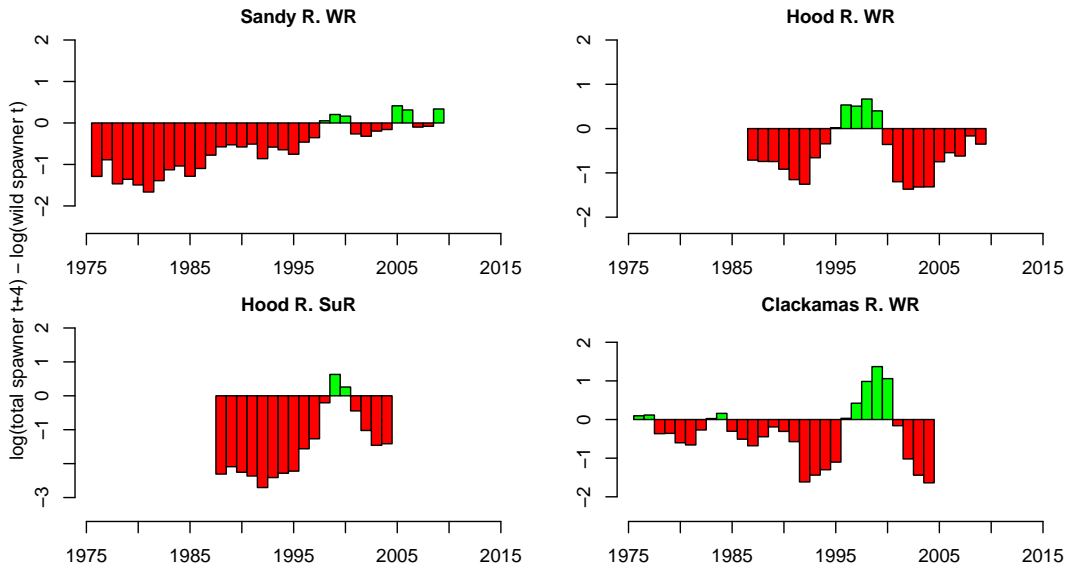 log(total spawner t+4) − log(wild spawner t)
Sandy R. WR
2
1
0
−1
−2
1975 1985 1995 2005 2015
Hood R. WR
2
1
0
−1
−2
1975 1985 1995 2005 2015
Hood R. SuR
2
1
0
−1
−3
1975 1985 1995 2005 2015
Clackamas R. WR
2
1
0
−1
−2
1975 1985 1995 2005 2015